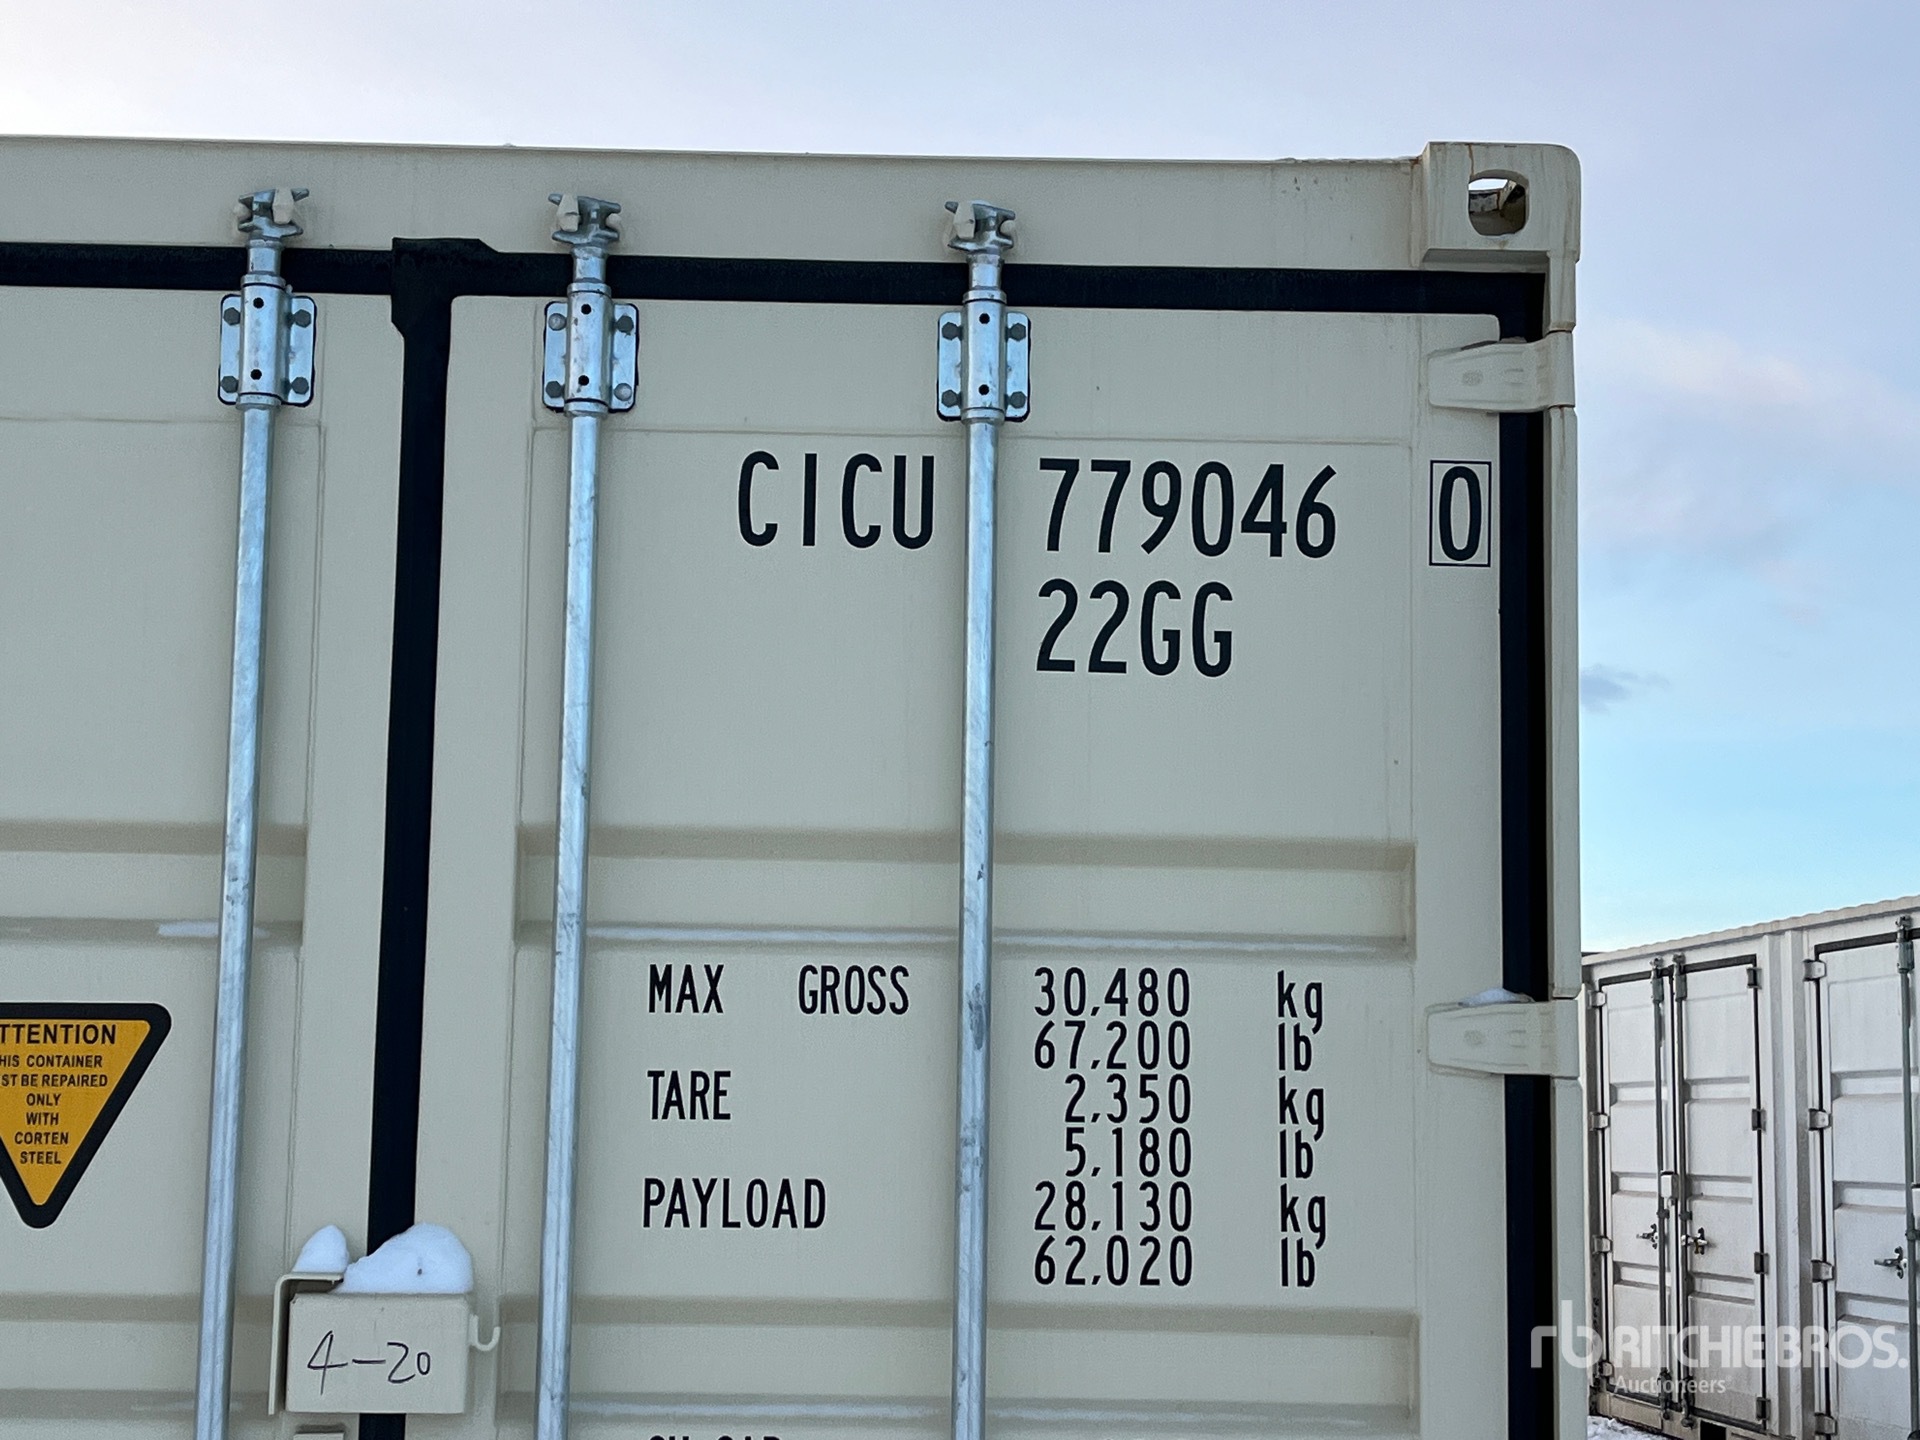 CICU 779046 0
22GG
MAX GROSS 30,480 kg
67,200 lb
TARE 2,350 kg
5,180 lb
PAYLOAD 28,130 kg
62,020 lb
TTENTION
HIS CONTAINER
ST BE REPAIRED
ONLY
WITH
CORTEN
STEEL
4-20
rb RITCHIE BROS.
Auctioneers